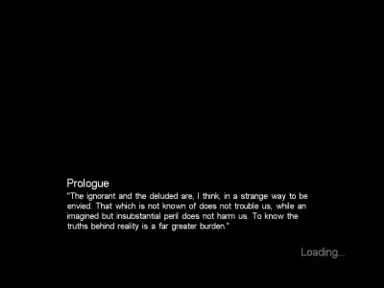 Prologue
"The ignorant and the deluded are, I think, in a strange way to be
envied. That which is not known of does not trouble us, while an
imagined but insubstantial peril does not harm us. To know the
truths behind reality is a far greater burden."
Loading...